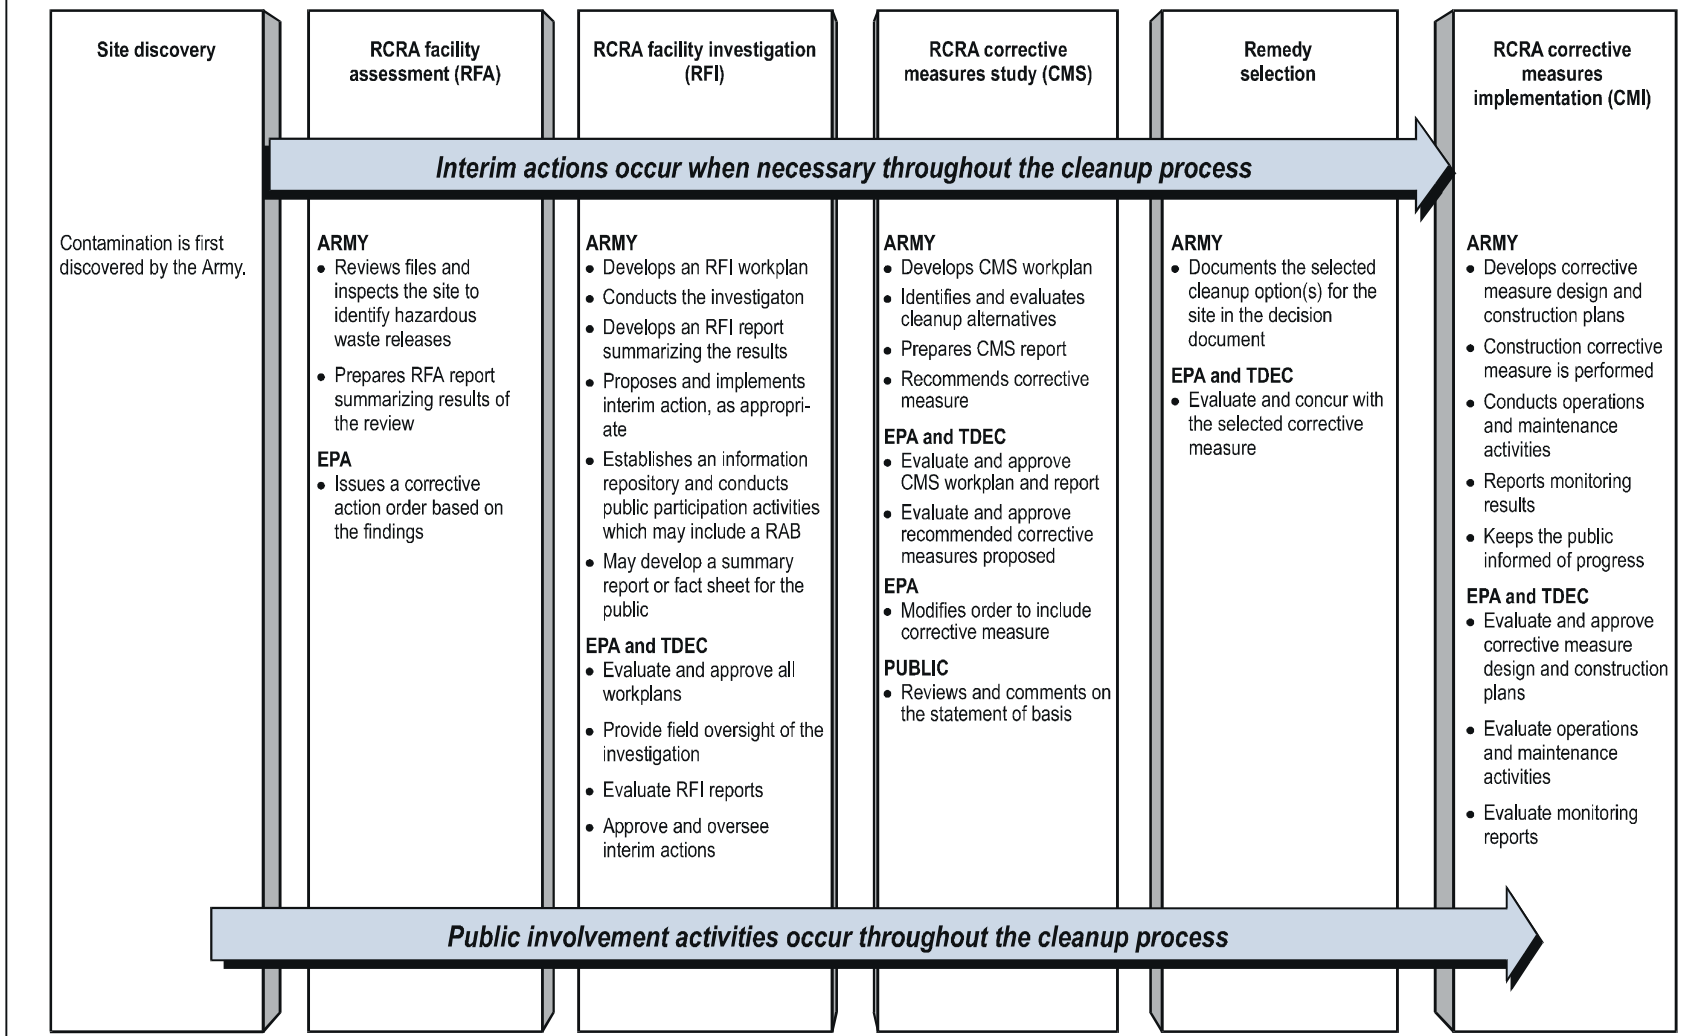 Site discovery
RCRA facility
assessment (RFA)
RCRA facility investigation
(RFI)
RCRA corrective
measures study (CMS)
Remedy
selection
RCRA corrective
measures
implementation (CMI)
Interim actions occur when necessary throughout the cleanup process
Contamination is first
discovered by the Army.
ARMY
• Reviews files and
inspects the site to
identify hazardous
waste releases
• Prepares RFA report
summarizing results of
the review
EPA
• Issues a corrective
action order based on
the findings
ARMY
• Develops an RFI workplan
• Conducts the investigaton
• Develops an RFI report
summarizing the results
• Proposes and implements
interim action, as appropri-
ate
• Establishes an information
repository and conducts
public participation activities
which may include a RAB
• May develop a summary
report or fact sheet for the
public
EPA and TDEC
• Evaluate and approve all
workplans
• Provide field oversight of the
investigation
• Evaluate RFI reports
• Approve and oversee
interim actions
ARMY
• Develops CMS workplan
• Identifies and evaluates
cleanup alternatives
• Prepares CMS report
• Recommends corrective
measure
EPA and TDEC
• Evaluate and approve
CMS workplan and report
• Evaluate and approve
recommended corrective
measures proposed
EPA
• Modifies order to include
corrective measure
PUBLIC
• Reviews and comments on
the statement of basis
ARMY
• Documents the selected
cleanup option(s) for the
site in the decision
document
EPA and TDEC
• Evaluate and concur with
the selected corrective
measure
ARMY
• Develops corrective
measure design and
construction plans
• Construction corrective
measure is performed
• Conducts operations
and maintenance
activities
• Reports monitoring
results
• Keeps the public
informed of progress
EPA and TDEC
• Evaluate and approve
corrective measure
design and construction
plans
• Evaluate operations
and maintenance
activities
• Evaluate monitoring
reports
Public involvement activities occur throughout the cleanup process